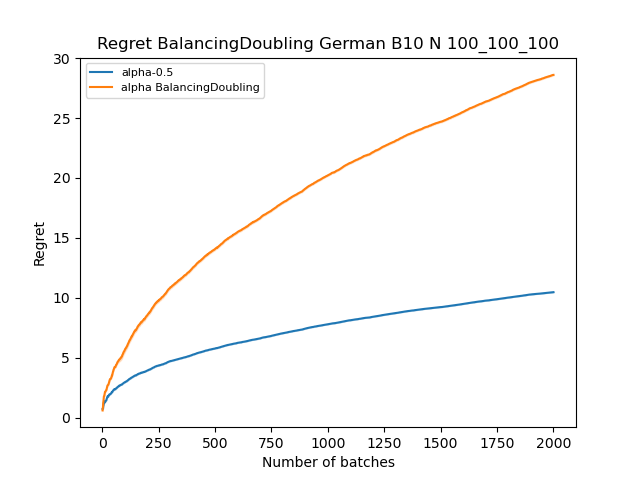 Regret BalancingDoubling German B10 N 100_100_100
alpha-0.5
alpha BalancingDoubling
Regret
30
25
20
15
10
5
0
0 250 500 750 1000 1250 1500 1750 2000
Number of batches